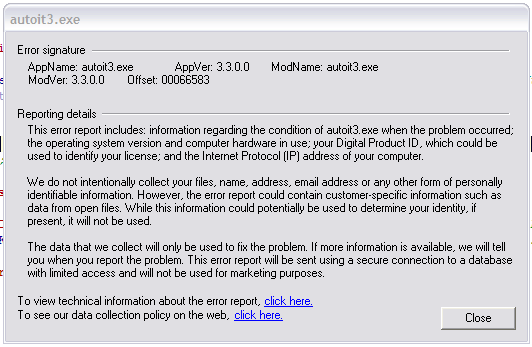 autoit3.exe
Error signature
AppName: autoit3.exe AppVer: 3.3.0.0 ModName: autoit3.exe
ModVer: 3.3.0.0 Offset: 00066583
Reporting details
This error report includes: information regarding the condition of autoit3.exe when the problem occurred;
the operating system version and computer hardware in use; your Digital Product ID, which could be
used to identify your license; and the Internet Protocol (IP) address of your computer.
We do not intentionally collect your files, name, address, email address or any other form of personally
identifiable information. However, the error report could contain customer-specific information such as
data from open files. While this information could potentially be used to determine your identity, if
present, it will not be used.
The data that we collect will only be used to fix the problem. If more information is available, we will tell
you when you report the problem. This error report will be sent using a secure connection to a database
with limited access and will not be used for marketing purposes.
To view technical information about the error report, click here.
To see our data collection policy on the web, click here.
Close